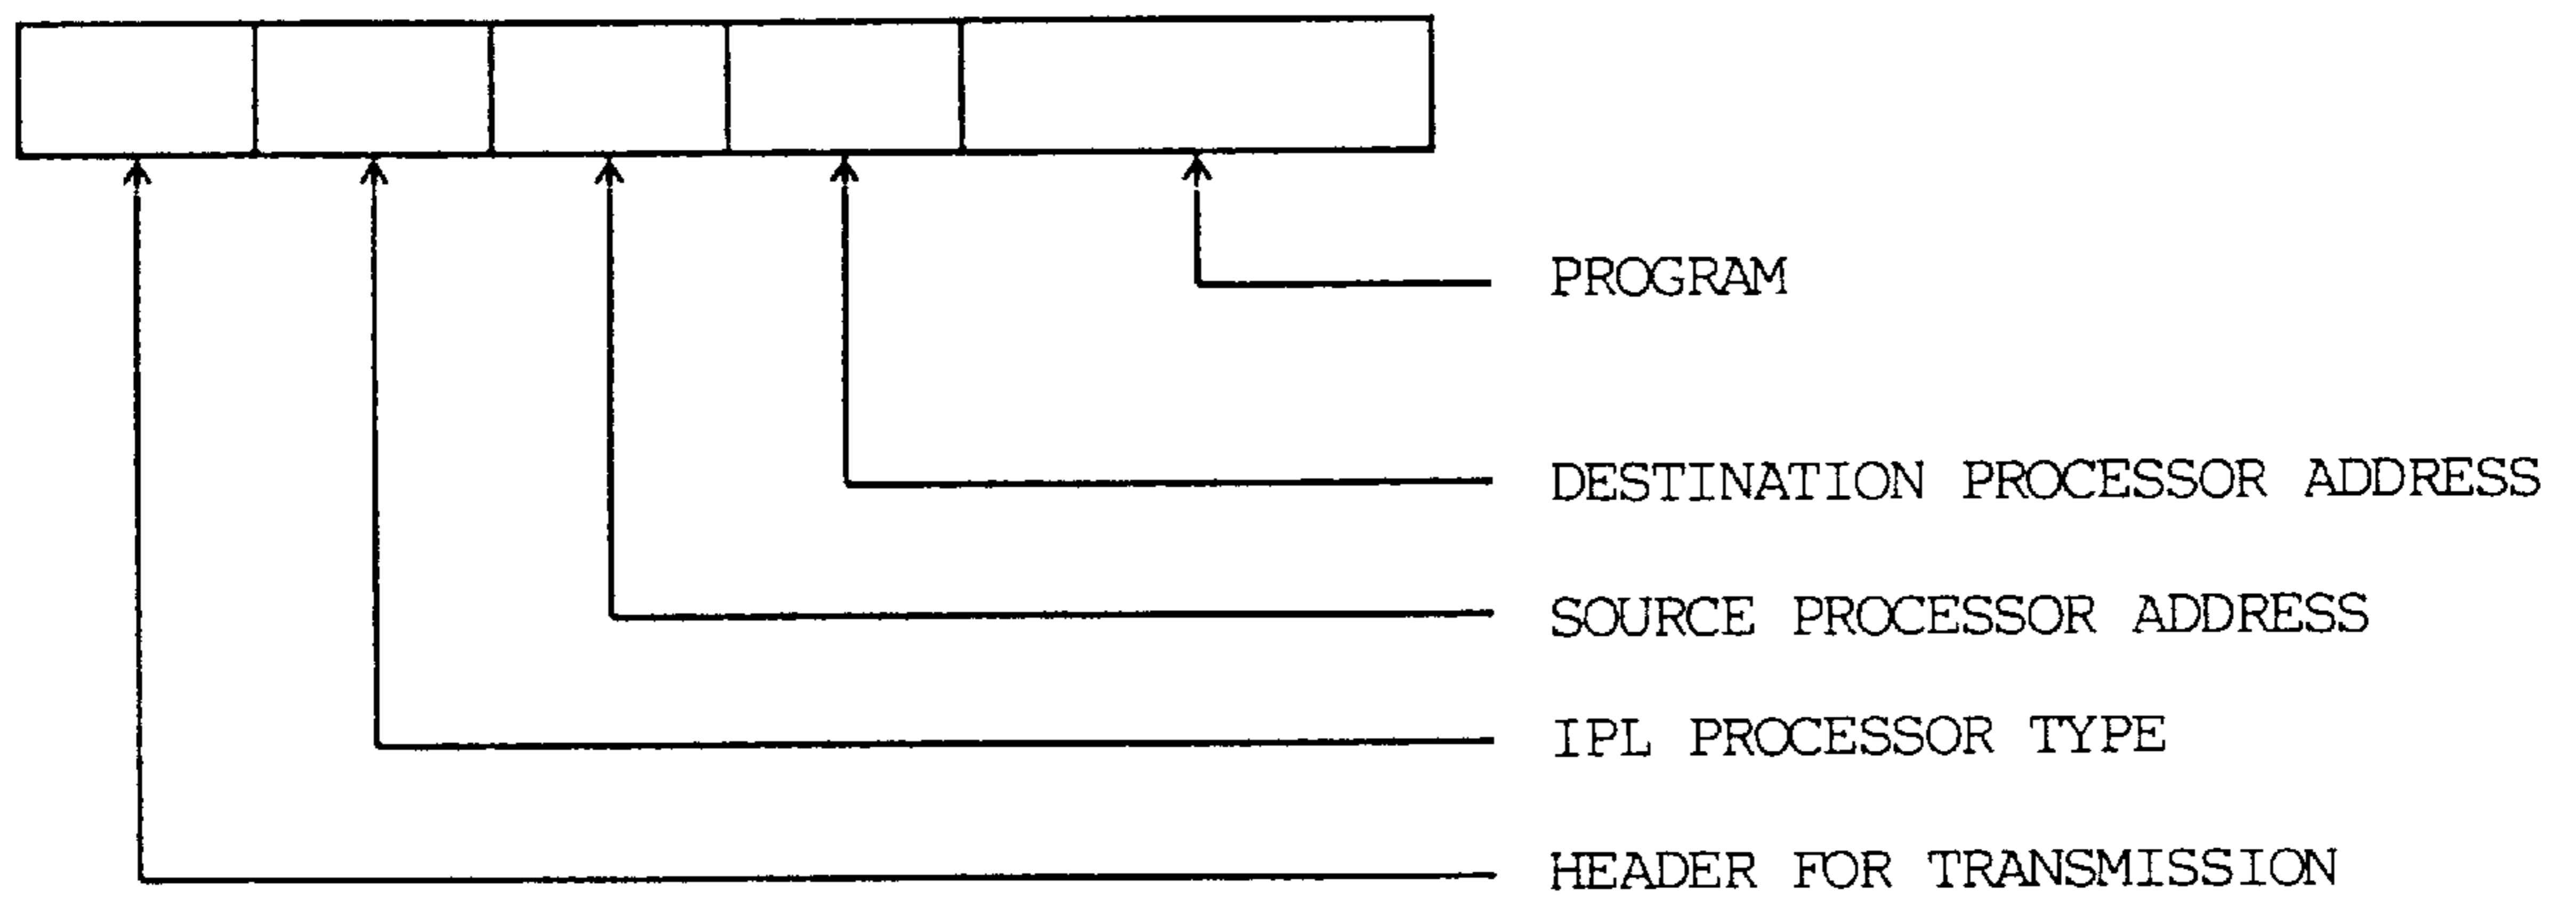 PROGRAM
DESTINATION PROCESSOR ADDRESS
SOURCE PROCESSOR ADDRESS
IPL PROCESSOR TYPE
HEADER FOR TRANSMISSION